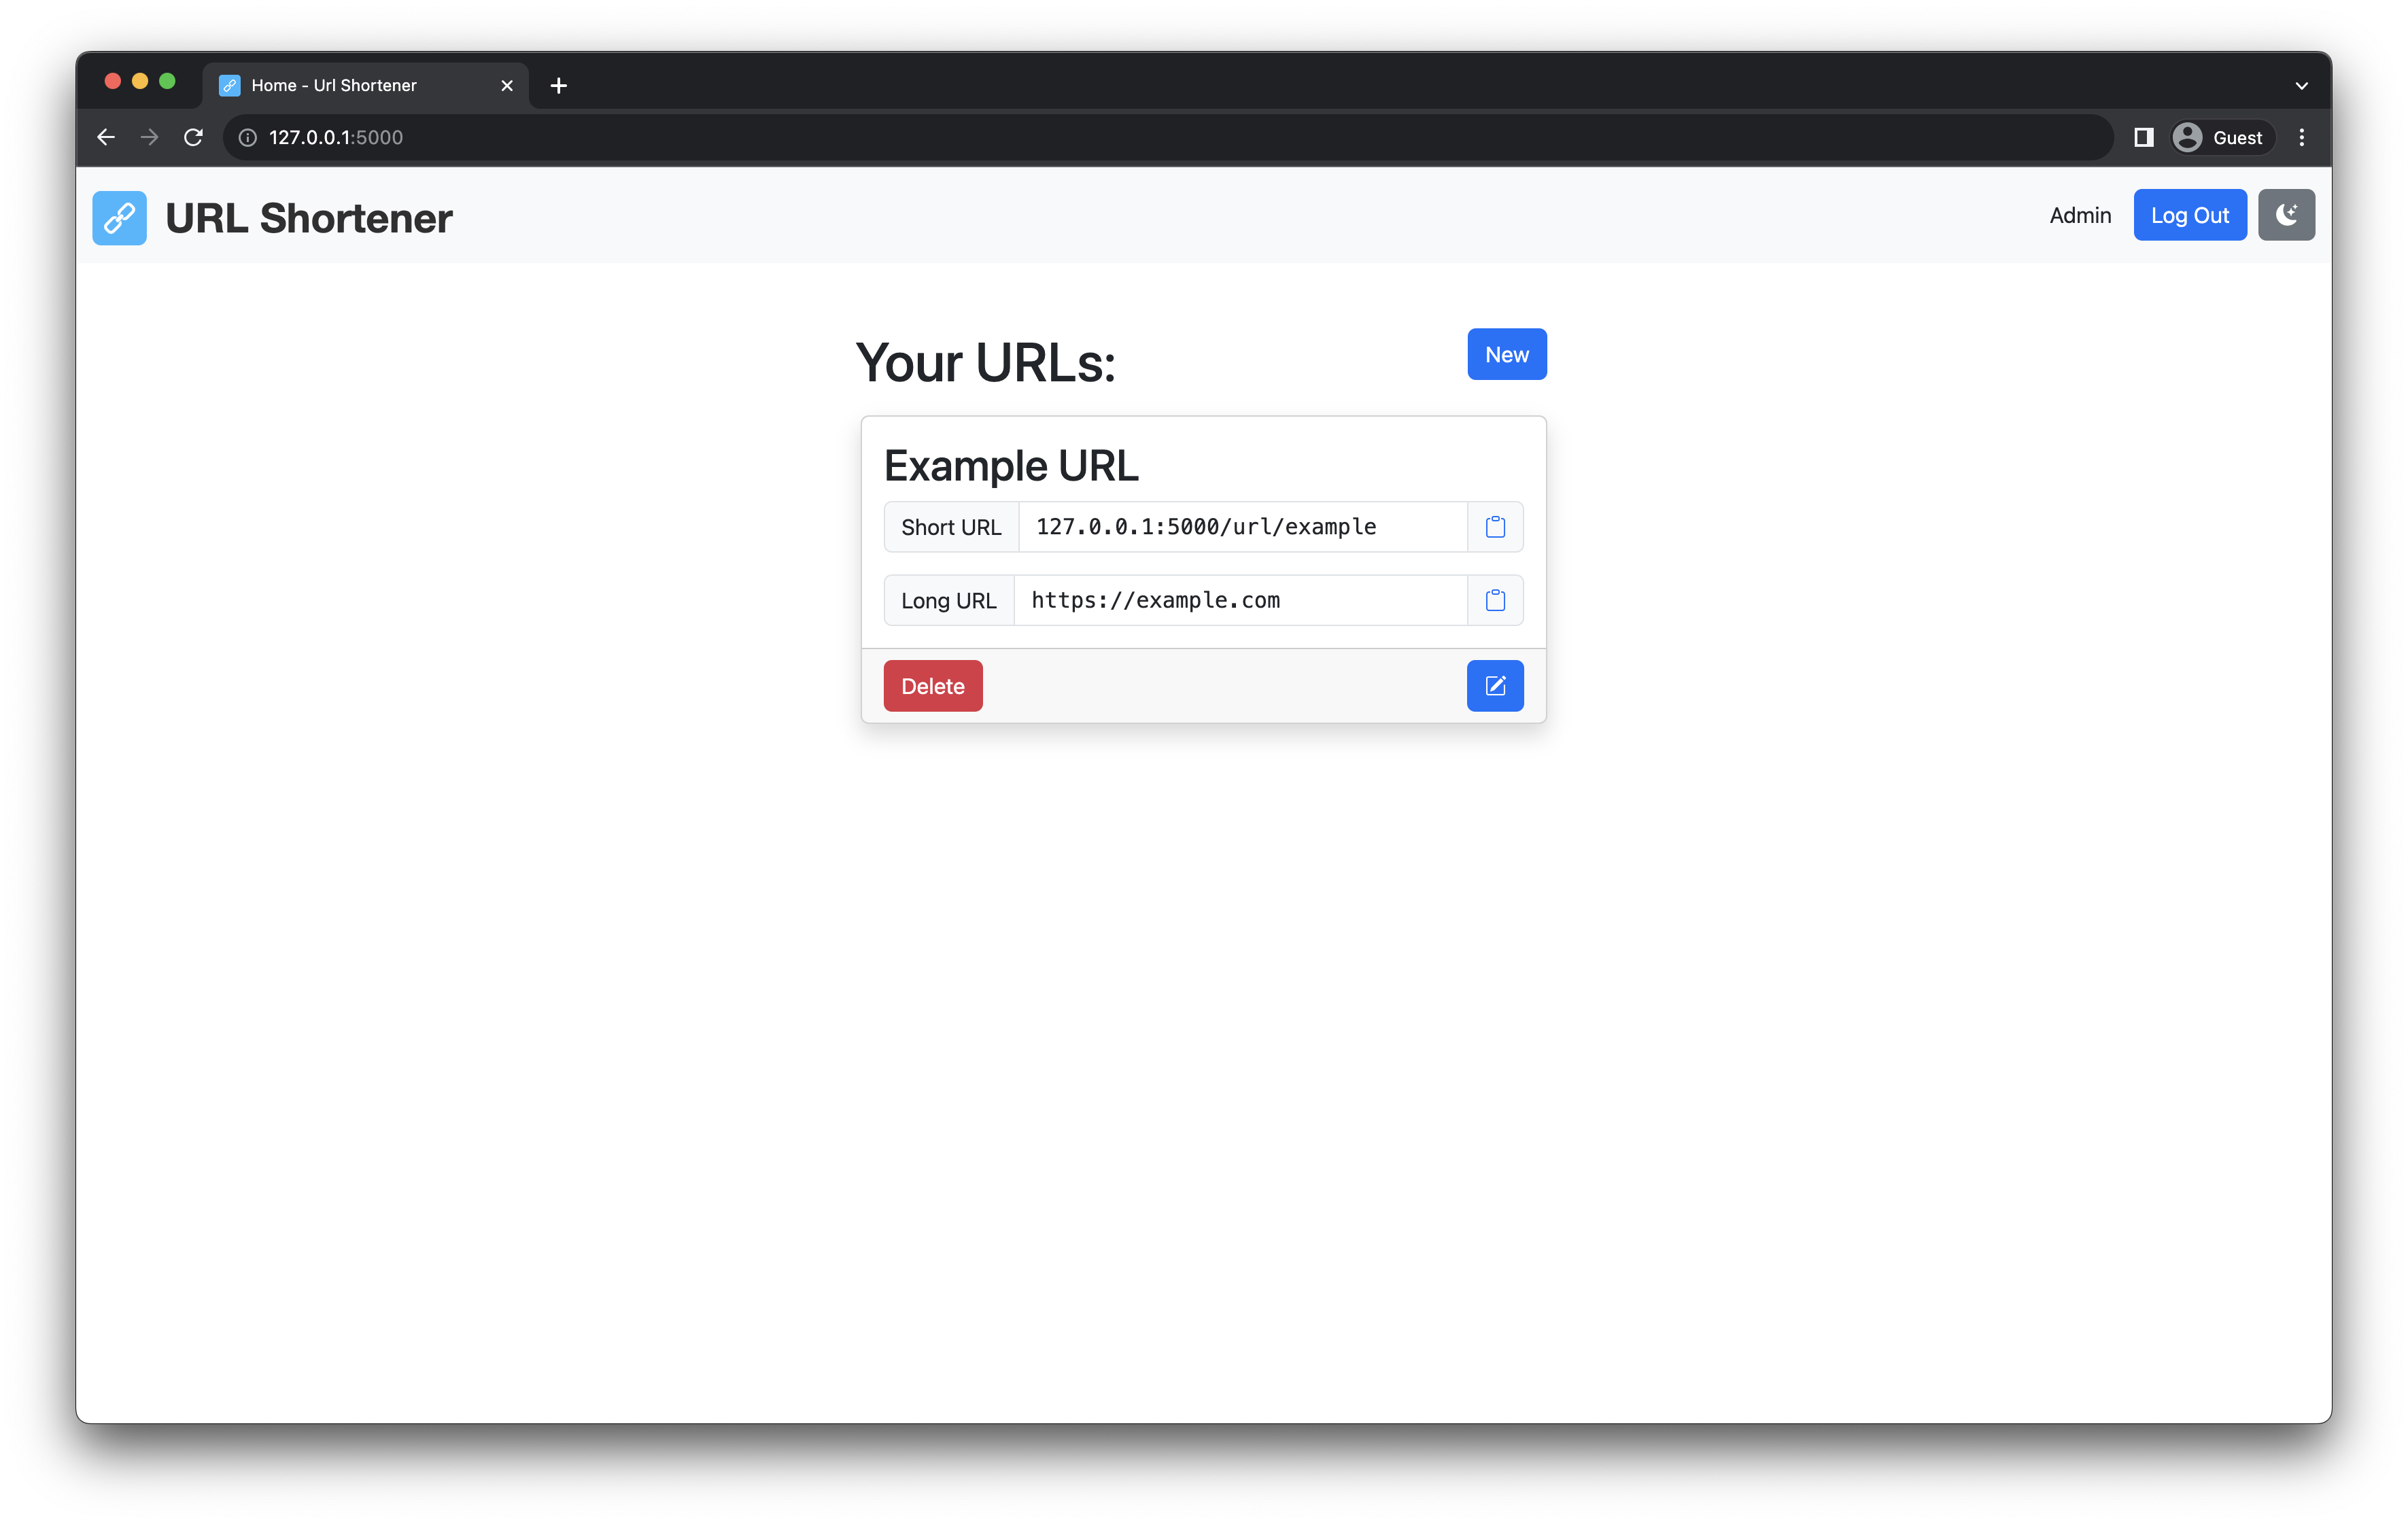 Home - Url Shortener
127.0.0.1:5000
Guest
URL Shortener
Admin
Log Out
Your URLs:
New
Example URL
Short URL
127.0.0.1:5000/url/example
Long URL
https://example.com
Delete